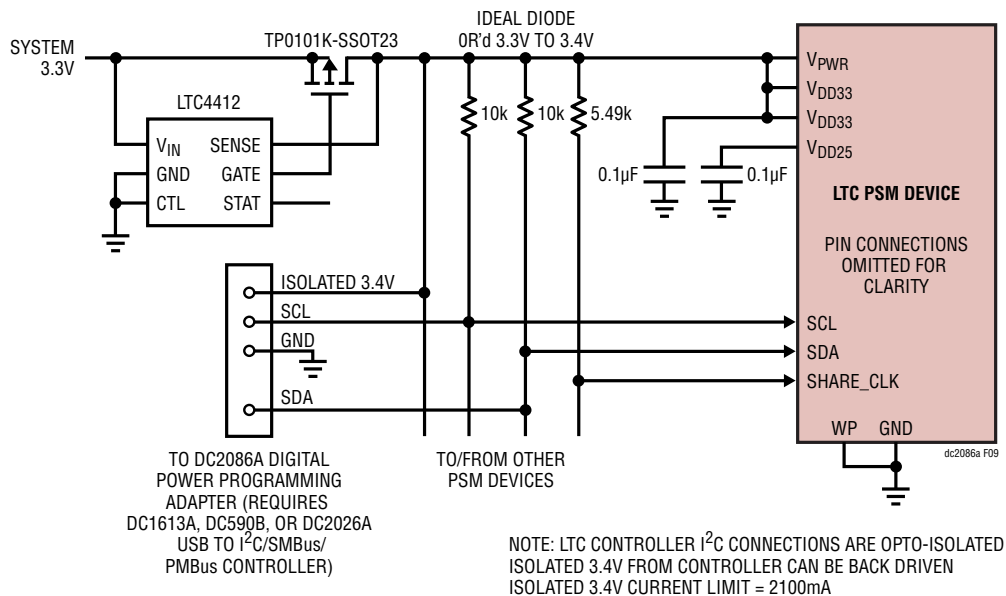 IDEAL DIODE
OR'd 3.3V TO 3.4V
TP0101K-SSOT23
SYSTEM
3.3V
LTC4412
VIN
SENSE
GND
GATE
CTL
STAT
10k
10k
5.49k
0.1µF
0.1µF
VPWR
VDD33
VDD33
VDD25
LTC PSM DEVICE
PIN CONNECTIONS
OMITTED FOR
CLARITY
SCL
SDA
SHARE_CLK
WP
GND
dc2086a F09
ISOLATED 3.4V
SCL
GND
SDA
TO DC2086A DIGITAL
POWER PROGRAMMING
ADAPTER (REQUIRES
DC1613A, DC590B, OR DC2026A
USB TO I2C/SMBus/
PMBus CONTROLLER)
TO/FROM OTHER
PSM DEVICES
NOTE: LTC CONTROLLER I2C CONNECTIONS ARE OPTO-ISOLATED
ISOLATED 3.4V FROM CONTROLLER CAN BE BACK DRIVEN
ISOLATED 3.4V CURRENT LIMIT = 2100mA